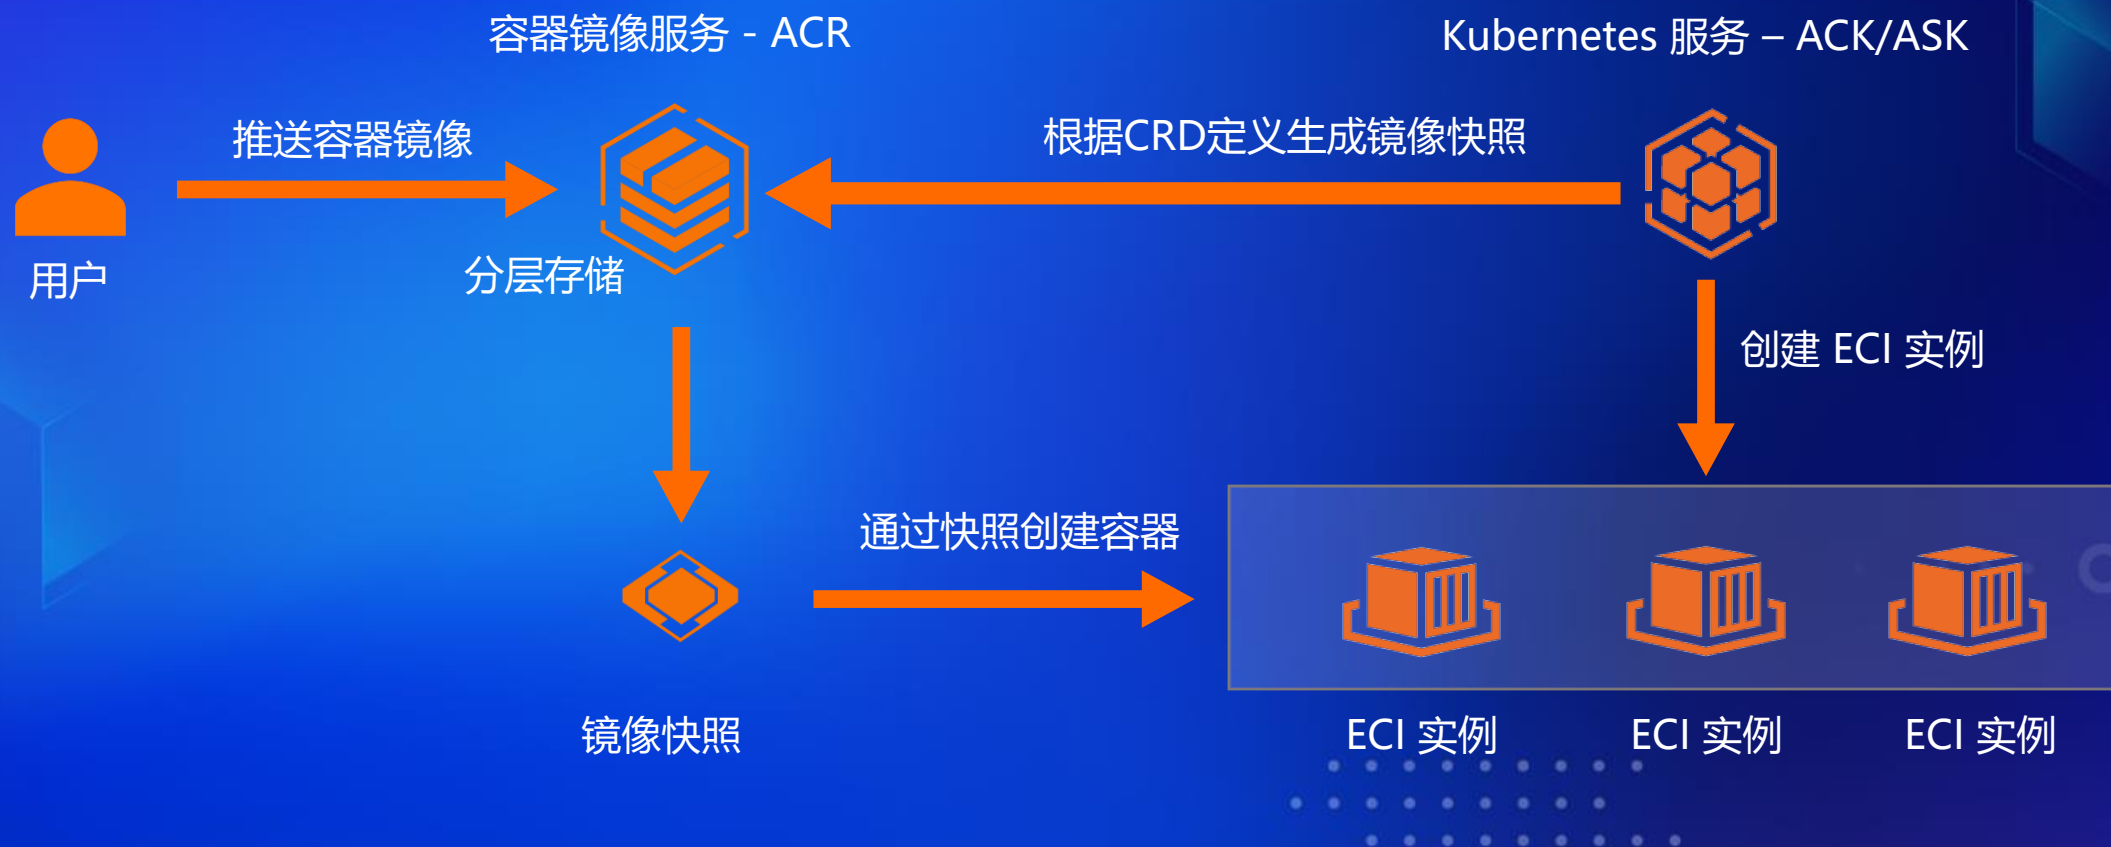 容器镜像服务 - ACR
Kubernetes 服务 – ACK/ASK
推送容器镜像
根据CRD定义生成镜像快照
用户
分层存储
创建 ECI 实例
通过快照创建容器
镜像快照
ECI 实例
ECI 实例
ECI 实例